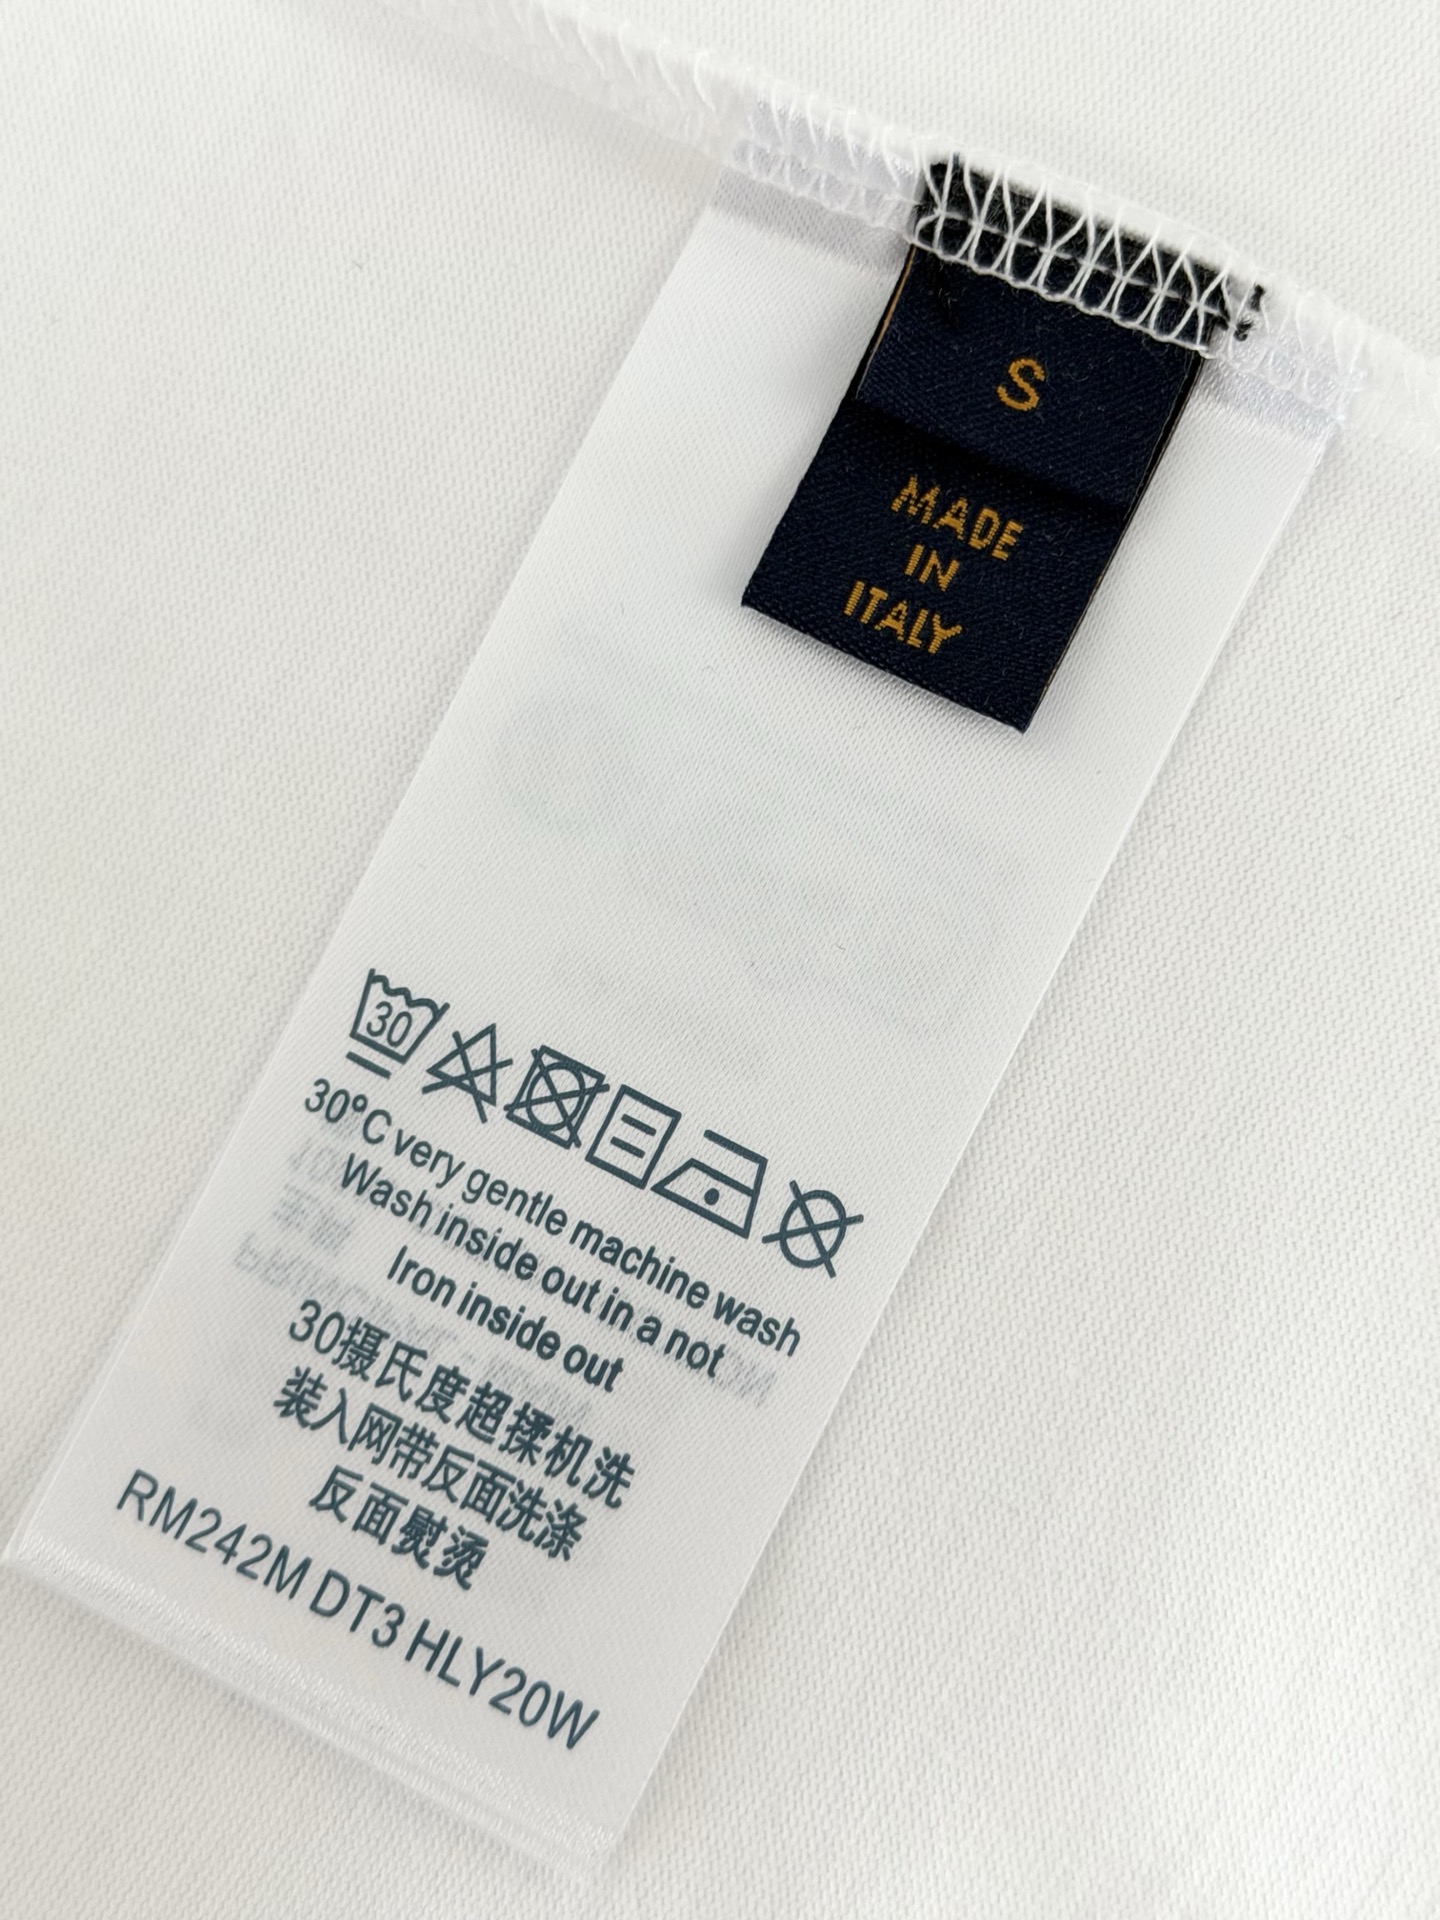 S
MADE
IN
ITALY
30
30°C very gentle machine wash
Wash inside out in a not
Iron inside out
30摄氏度超揉机洗
装入网带反面洗涤
反面熨烫
RM242M DT3 HLY20W